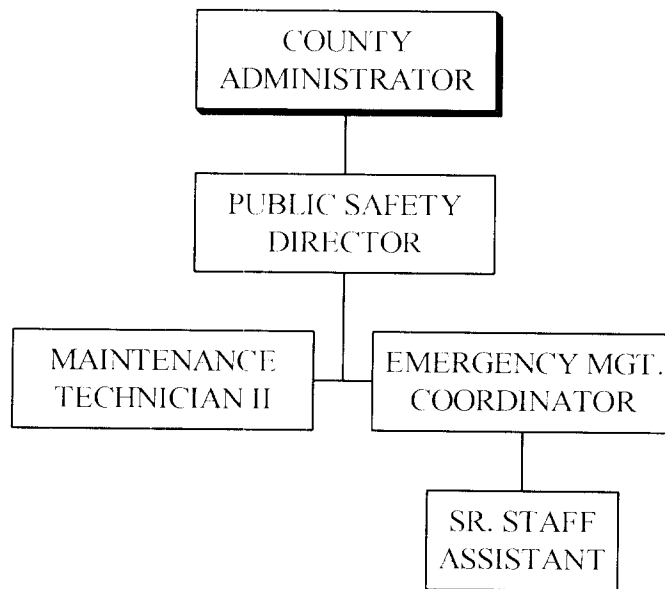 COUNTY
ADMINISTRATOR
PUBLIC SAFETY
DIRECTOR
MAINTENANCE
TECHNICIAN II
EMERGENCY MGT.
COORDINATOR
SR. STAFF
ASSISTANT